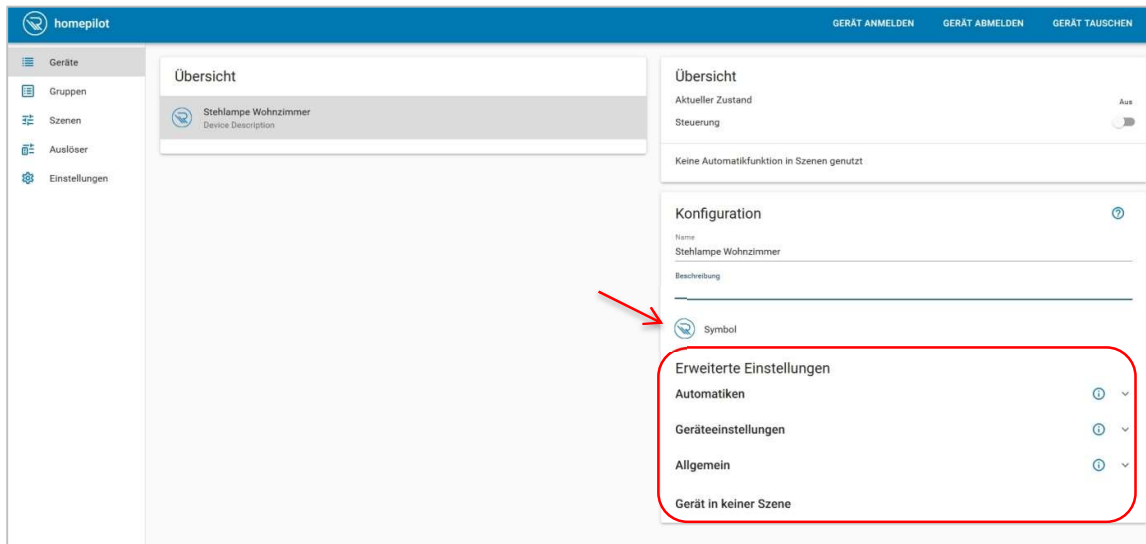 homepilot
GERÄT ANMELDEN GERÄT ABMELDEN GERÄT TAUSCHEN
Geräte
Gruppen
Szenen
Auslöser
Einstellungen
Übersicht
Stehlampe Wohnzimmer
Device Description
Übersicht
Aktueller Zustand Aus
Steuerung
Keine Automatikfunktion in Szenen genutzt
Konfiguration
Name
Stehlampe Wohnzimmer
Beschreibung
Symbol
Erweiterte Einstellungen
Automatiken
Geräteeinstellungen
Allgemein
Gerät in keiner Szene